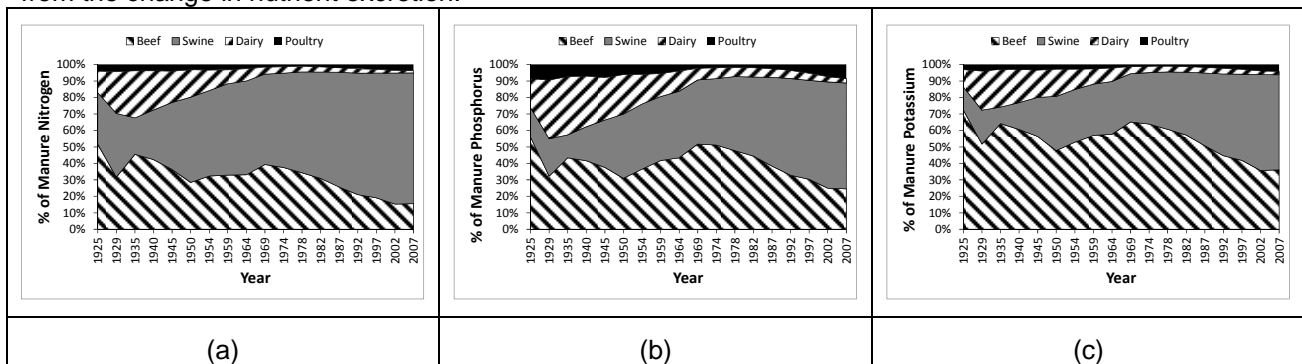 from the change in nutrient excretion.
Beef Swine Dairy Poultry
100%
90%
80%
70%
60%
50%
40%
30%
20%
10%
0%
% of Manure Nitrogen
1925 1929 1935 1940 1945 1950 1954 1959 1964 1969 1974 1978 1982 1987 1992 1997 2002 2007
Year
Beef Swine Dairy Poultry
100%
90%
80%
70%
60%
50%
40%
30%
20%
10%
0%
% of Manure Phosphorus
1925 1929 1935 1940 1945 1950 1954 1959 1964 1969 1974 1978 1982 1987 1992 1997 2002 2007
Year
Beef Swine Dairy Poultry
100%
90%
80%
70%
60%
50%
40%
30%
20%
10%
0%
% of Manure Potassium
1925 1929 1935 1940 1945 1950 1954 1959 1964 1969 1974 1978 1982 1987 1992 1997 2002 2007
Year
(a) (b) (c)